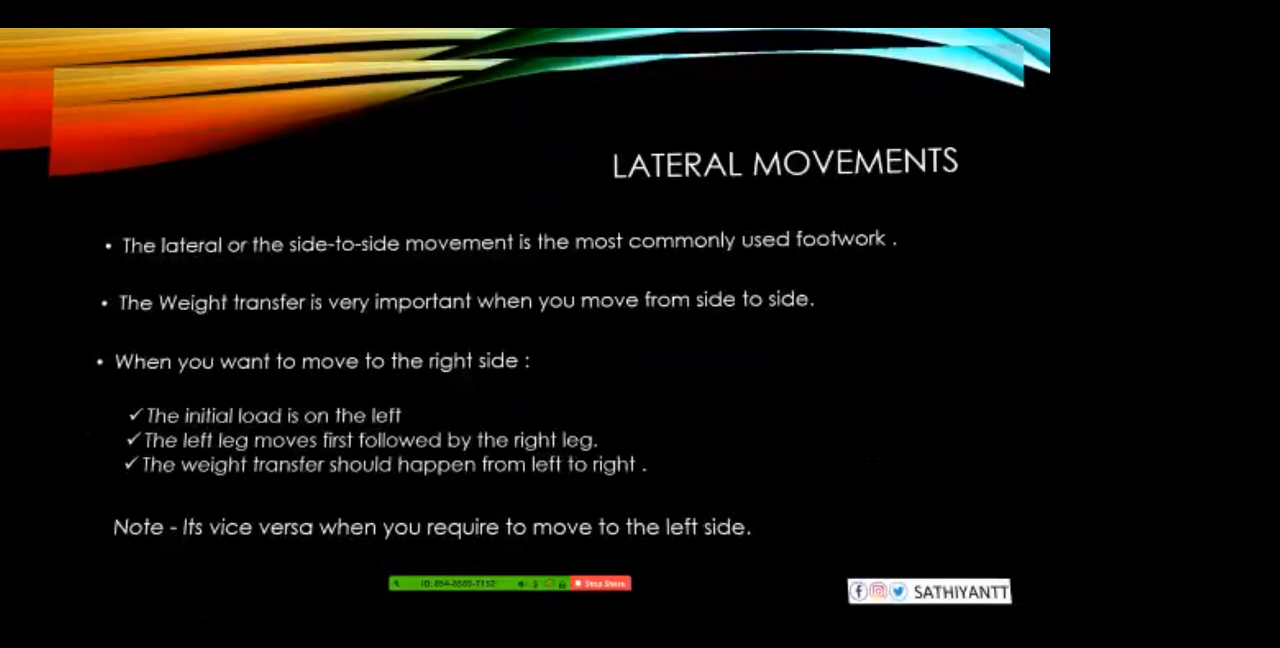 LATERAL MOVEMENTS
• The lateral or the side-to-side movement is the most commonly used footwork .
• The Weight transfer is very important when you move from side to side.
• When you want to move to the right side :
✓ The initial load is on the left
✓ The left leg moves first followed by the right leg.
✓ The weight transfer should happen from left to right .
Note - Its vice versa when you require to move to the left side.
Stop Share
SATHIYANTT